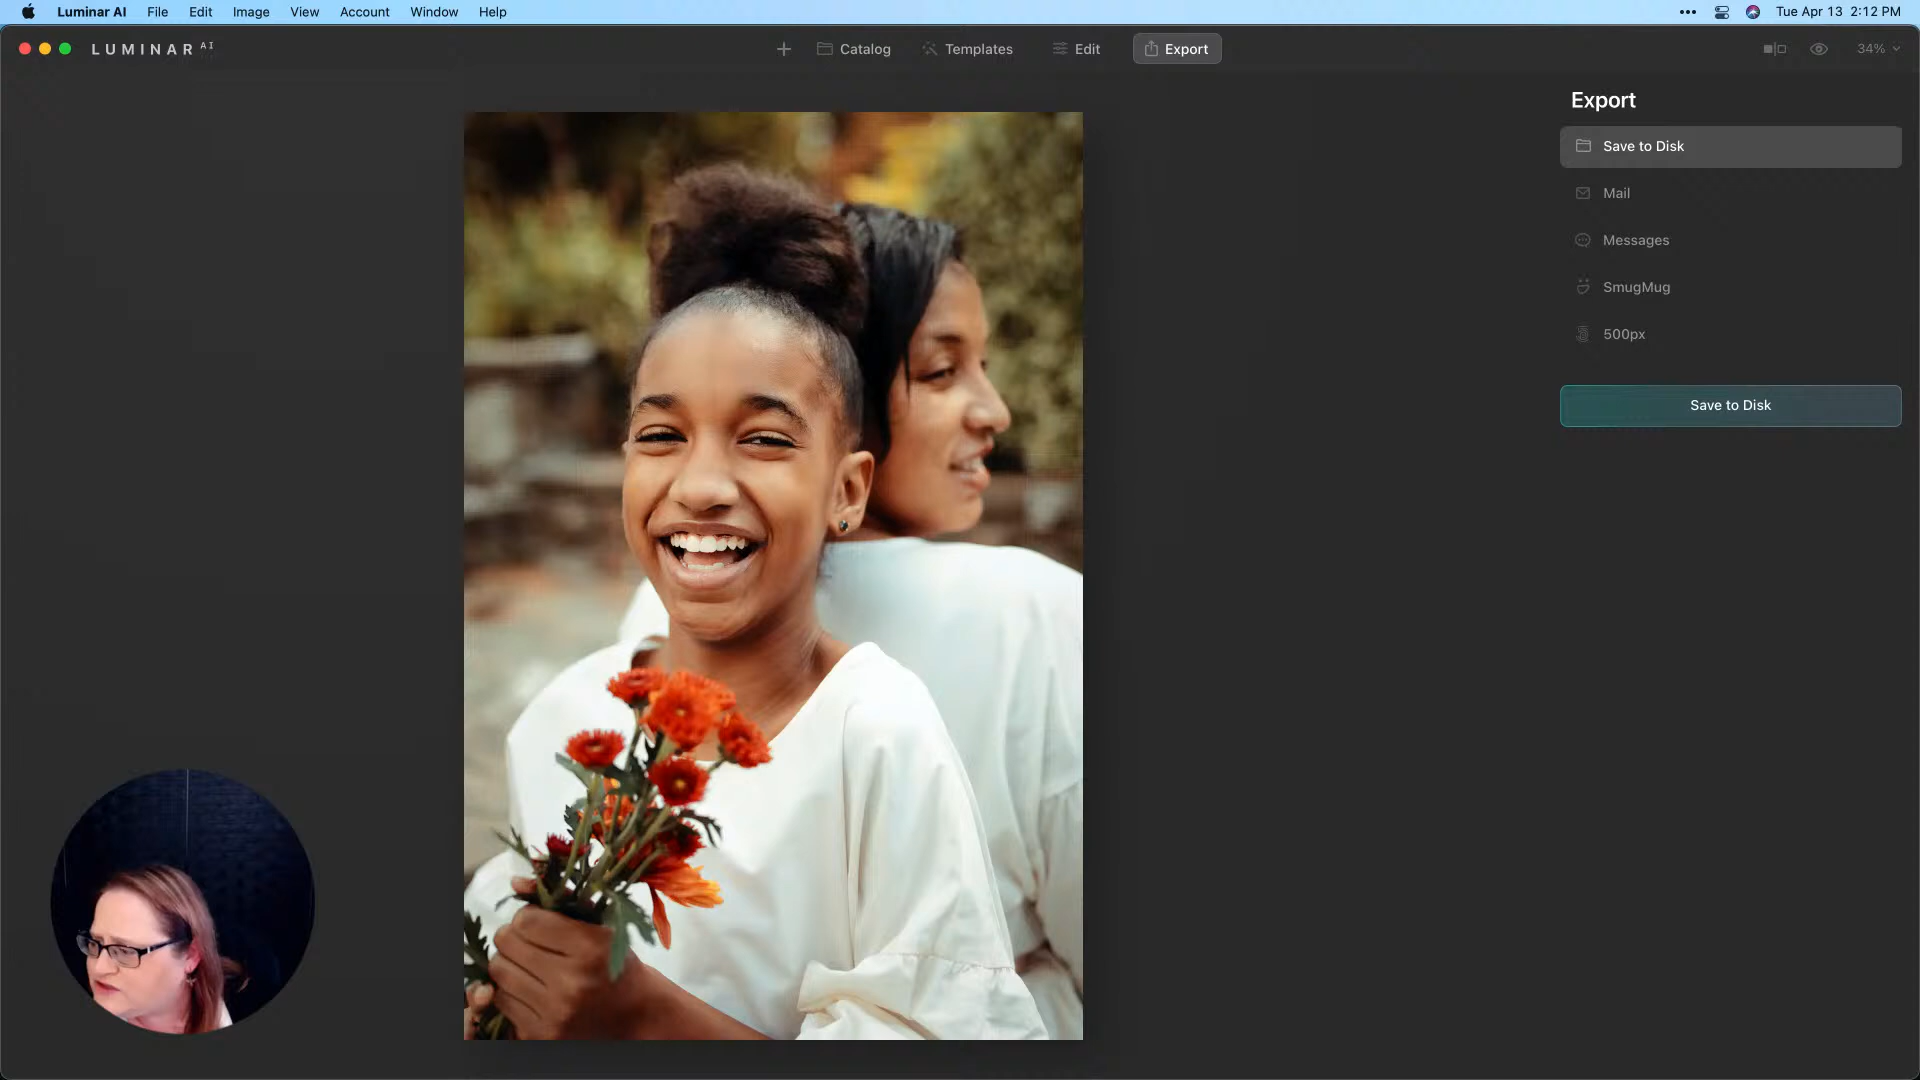 Luminar AI File Edit Image View Account Window Help ••• Tue Apr 13 2:12 PM
LUMINAR AI Catalog Templates Edit Export 34%
Export
Save to Disk
Mail
Messages
SmugMug
500px
Save to Disk